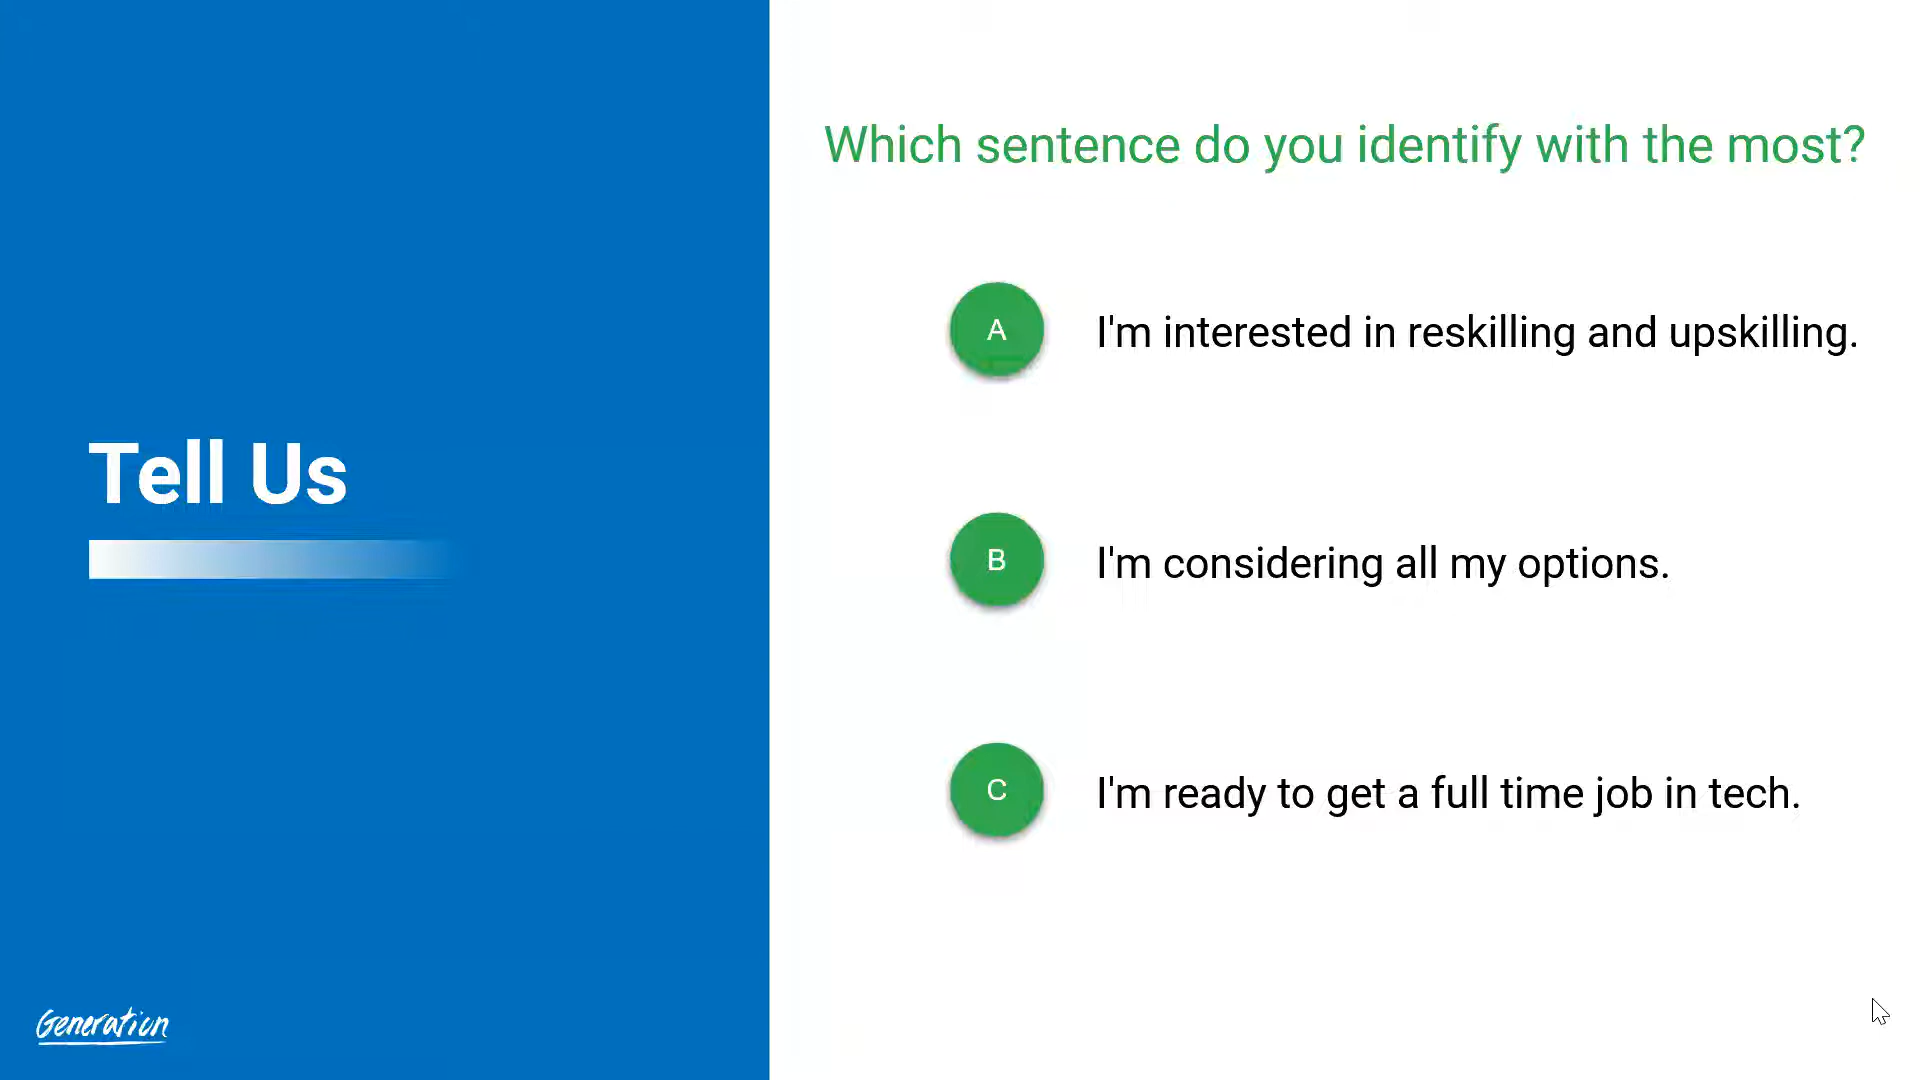 Tell Us
Which sentence do you identify with the most?
A
I'm interested in reskilling and upskilling.
B
I'm considering all my options.
C
I'm ready to get a full time job in tech.
Generation